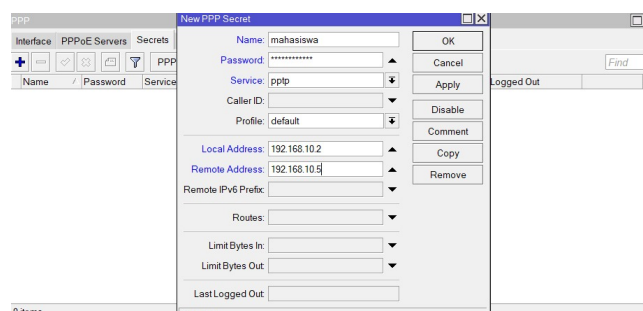 PPP
New PPP Secret
Interface PPPoE Servers Secrets
PPP
Find
Name / Password Service
Logged Out
Name: mahasiswa
OK
Password: ************
Cancel
Service: pptp
Apply
Caller ID:
Disable
Profile: default
Comment
Local Address: 192.168.10.2
Copy
Remote Address: 192.168.10.5
Remove
Remote IPv6 Prefix:
Routes:
Limit Bytes In:
Limit Bytes Out:
Last Logged Out: